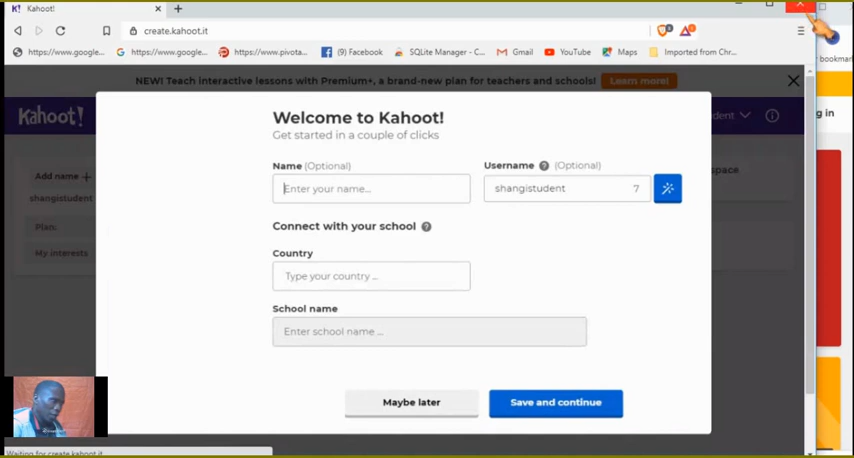 Kahoot!
create.kahoot.it
https://www.google...
https://www.google...
https://www.pivota...
(9) Facebook
SQLite Manager - C...
Gmail
YouTube
Maps
Imported from Chr...
bookmar
NEW! Teach interactive lessons with Premium+, a brand-new plan for teachers and schools! Learn more!
Kahoot!
dent
g in
Add name +
shangistudent
Plan:
My interests
space
Welcome to Kahoot!
Get started in a couple of clicks
Name (Optional)
Username ? (Optional)
Enter your name...
shangistudent 7
Connect with your school ?
Country
Type your country ...
School name
Enter school name ...
Maybe later
Save and continue
Waiting for create.kahoot.it